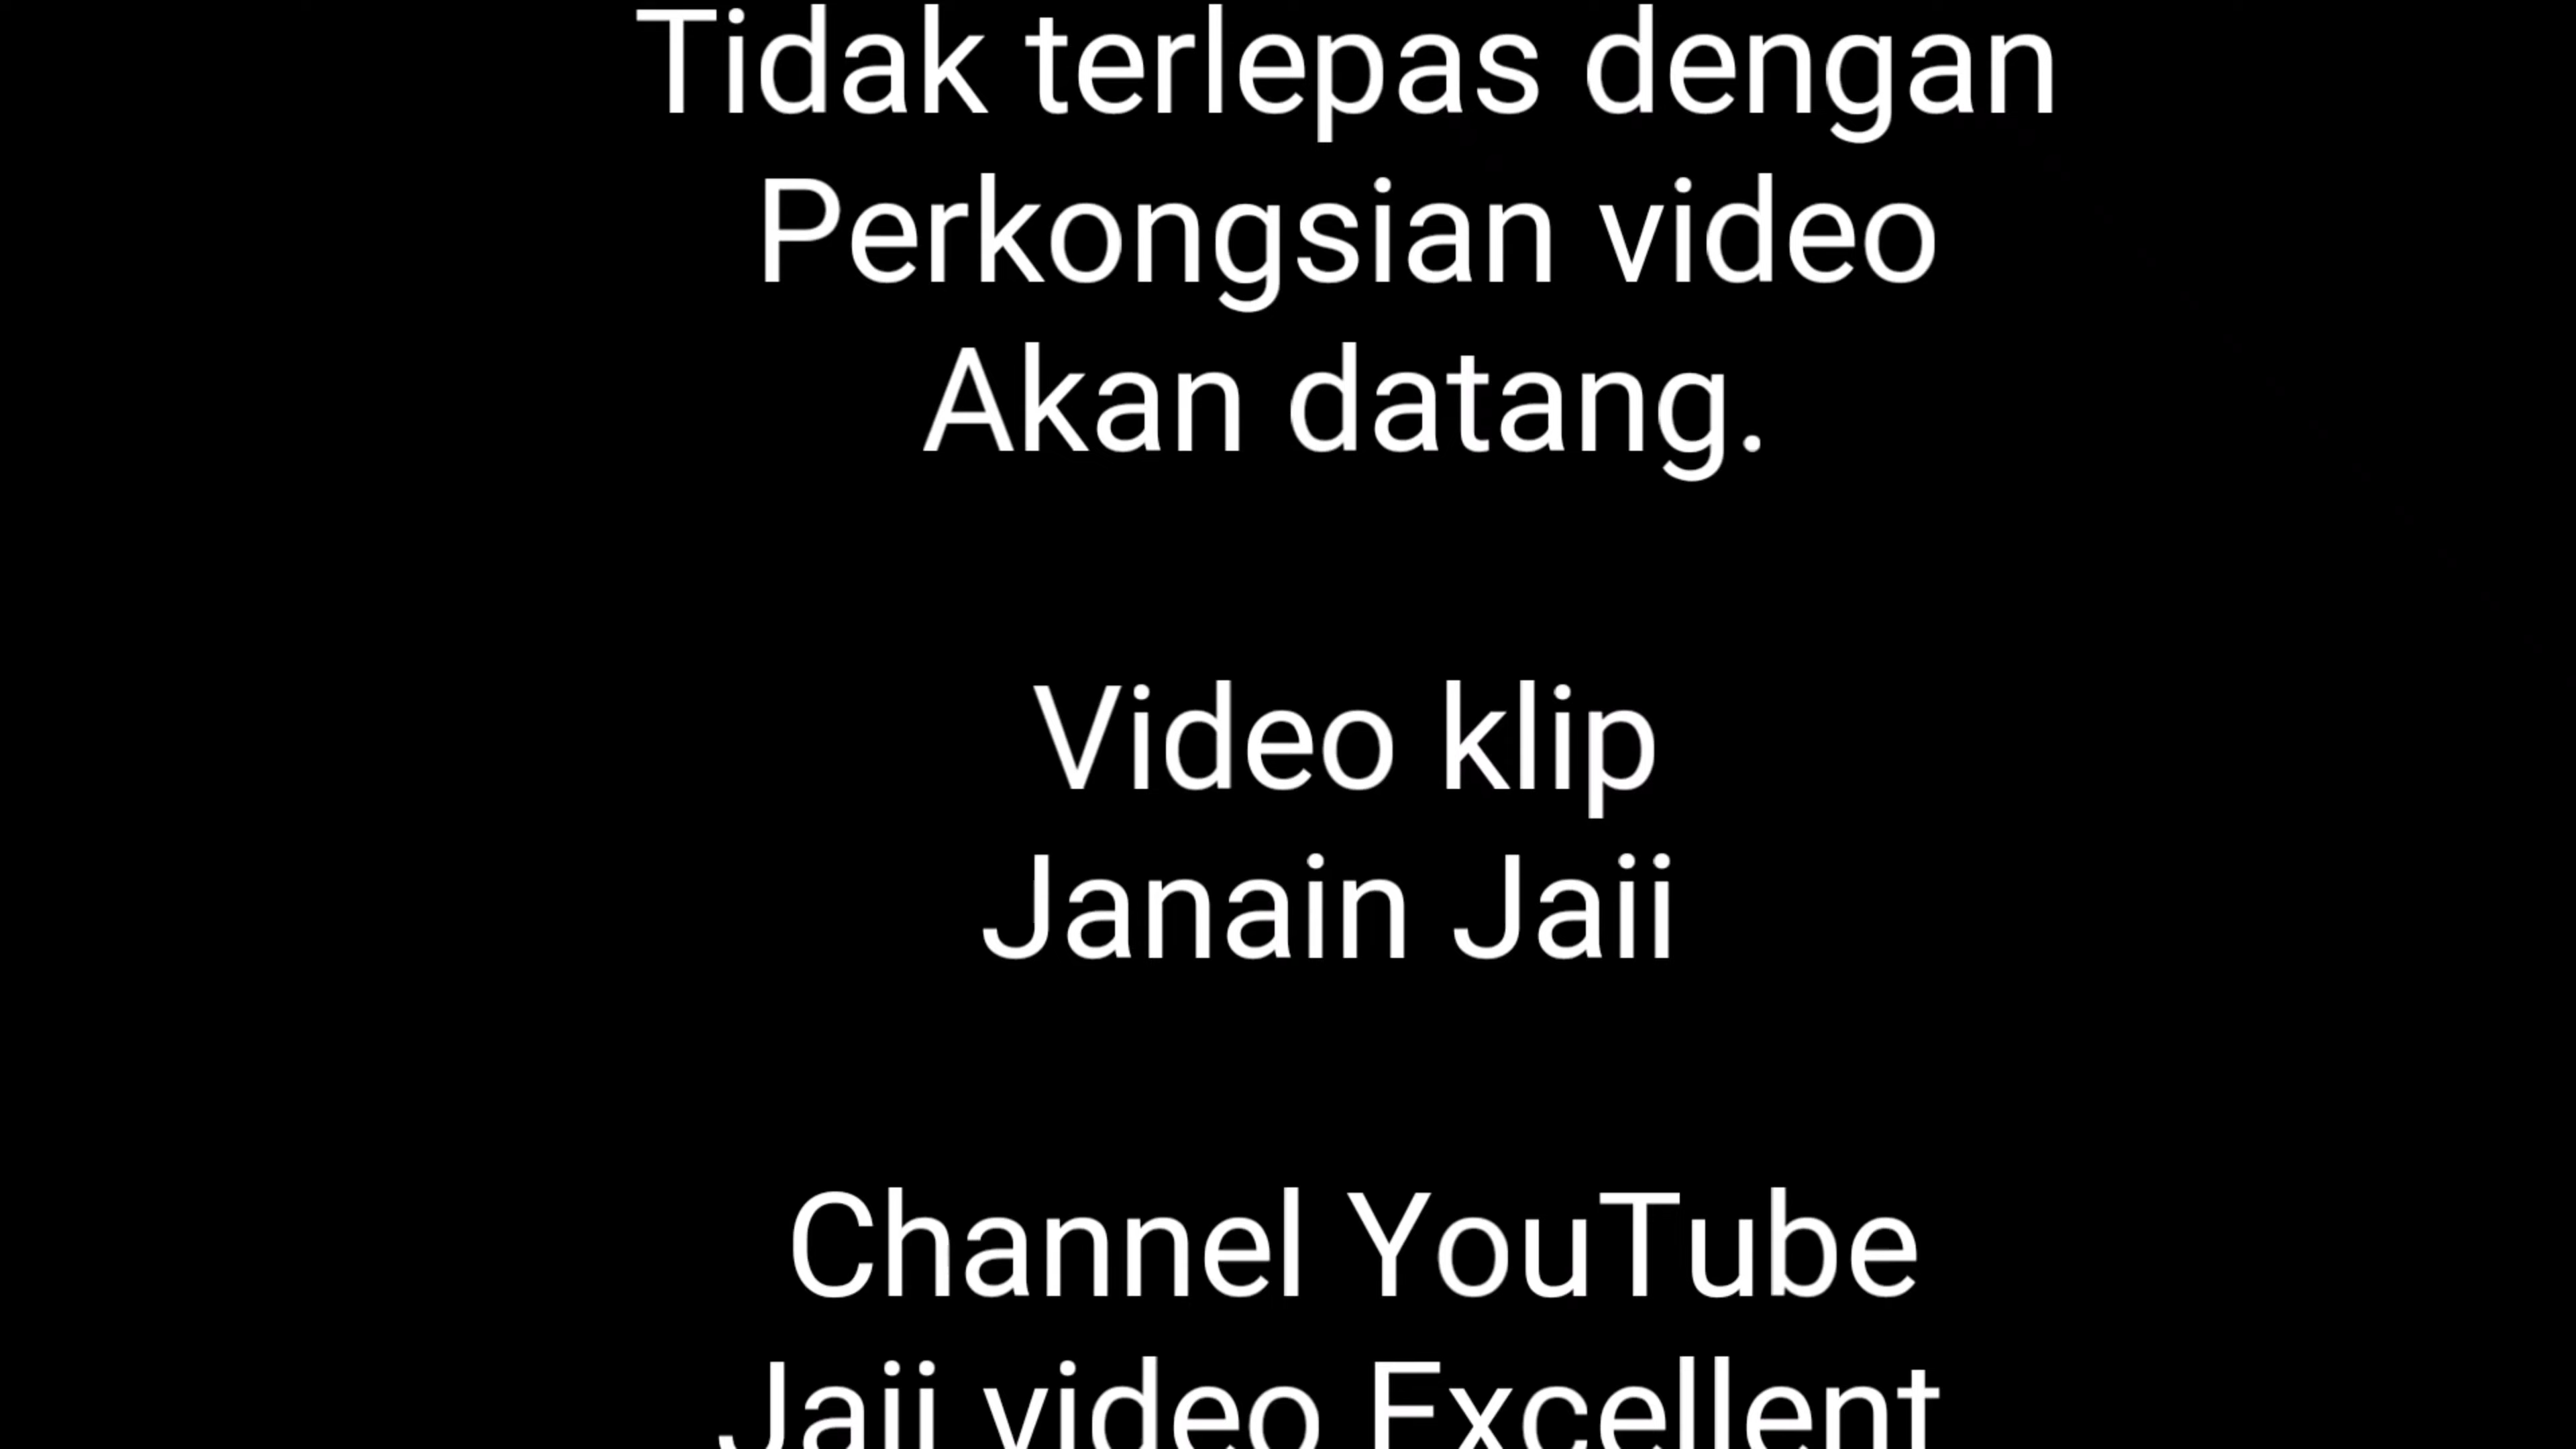 Tidak terlepas dengan
Perkongsian video
Akan datang.
Video klip
Janain Jaii
Channel YouTube
Jaii video Excellent